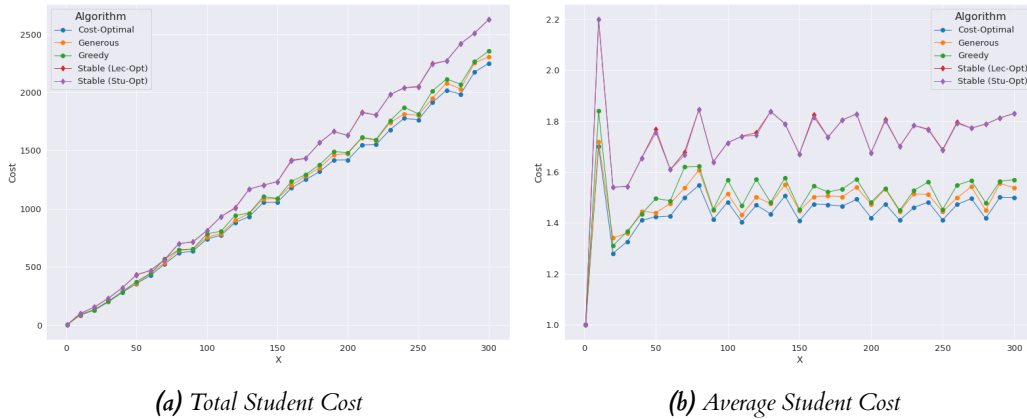 Algorithm
Cost-Optimal
Generous
Greedy
Stable (Lec-Opt)
Stable (Stu-Opt)
2500
2000
1500
1000
500
0
Cost
0 50 100 150 200 250 300
X
(a) Total Student Cost
Algorithm
Cost-Optimal
Generous
Greedy
Stable (Lec-Opt)
Stable (Stu-Opt)
2.2
2.0
1.8
1.6
1.4
1.2
1.0
Cost
0 50 100 150 200 250 300
X
(b) Average Student Cost